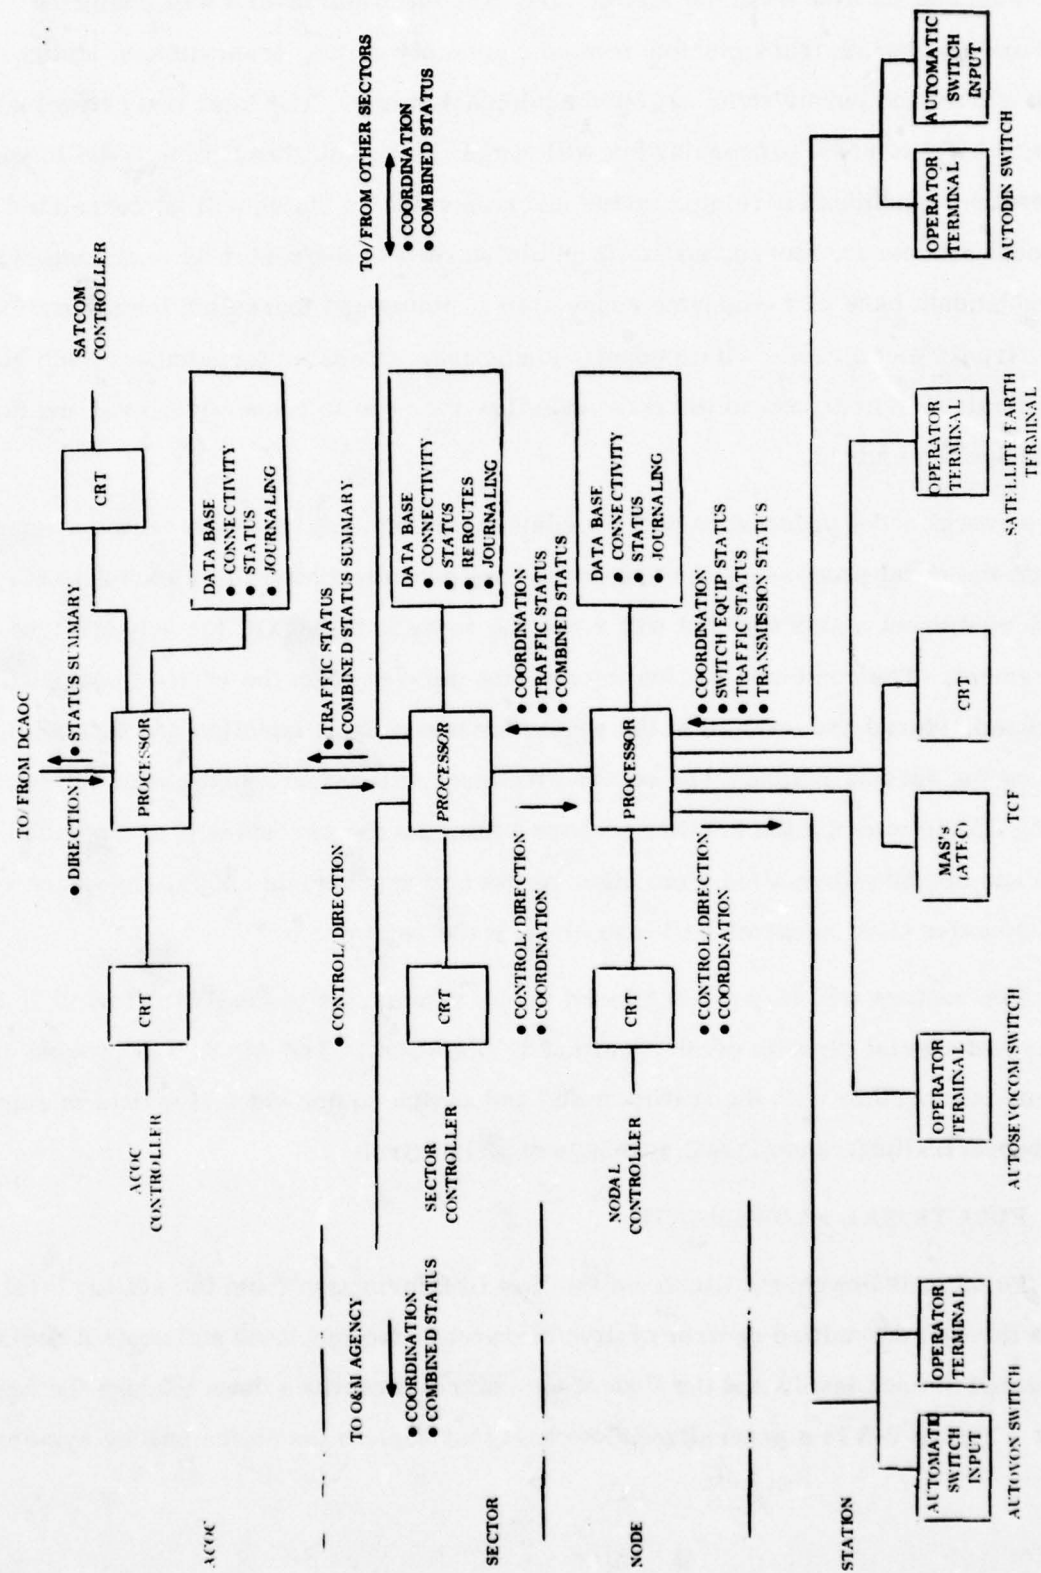 TO/FROM DCAOC
● DIRECTION
● STATUS SUMMARY
SATCOM
CONTROLLER
CRT
ACOC
ACOC
CONTROLLER
CRT
PROCESSOR
DATA BASE
● CONNECTIVITY
● STATUS
● JOURNALING
● CONTROL/DIRECTION
● TRAFFIC STATUS
● COMBINED STATUS SUMMARY
TO O&M AGENCY
● COORDINATION
● COMBINED STATUS
TO/FROM OTHER SECTORS
● COORDINATION
● COMBINED STATUS
SECTOR
SECTOR
CONTROLLER
CRT
PROCESSOR
DATA BASE
● CONNECTIVITY
● STATUS
● REROUTES
● JOURNALING
● CONTROL/DIRECTION
● COORDINATION
● COORDINATION
● TRAFFIC STATUS
● COMBINED STATUS
NODE
NODAL
CONTROLLER
CRT
PROCESSOR
DATA BASE
● CONNECTIVITY
● STATUS
● JOURNALING
● CONTROL/DIRECTION
● COORDINATION
● COORDINATION
● SWITCH EQUIP STATUS
● TRAFFIC STATUS
● TRANSMISSION STATUS
STATION
AUTOMATIC
SWITCH
INPUT
OPERATOR
TERMINAL
AUTOVON SWITCH
OPERATOR
TERMINAL
AUTOSEVOCOM SWITCH
MAS's
(ATEC)
CRT
TCF
OPERATOR
TERMINAL
SATELLITE EARTH
TERMINAL
OPERATOR
TERMINAL
AUTOMATIC
SWITCH
INPUT
AUTODIN SWITCH